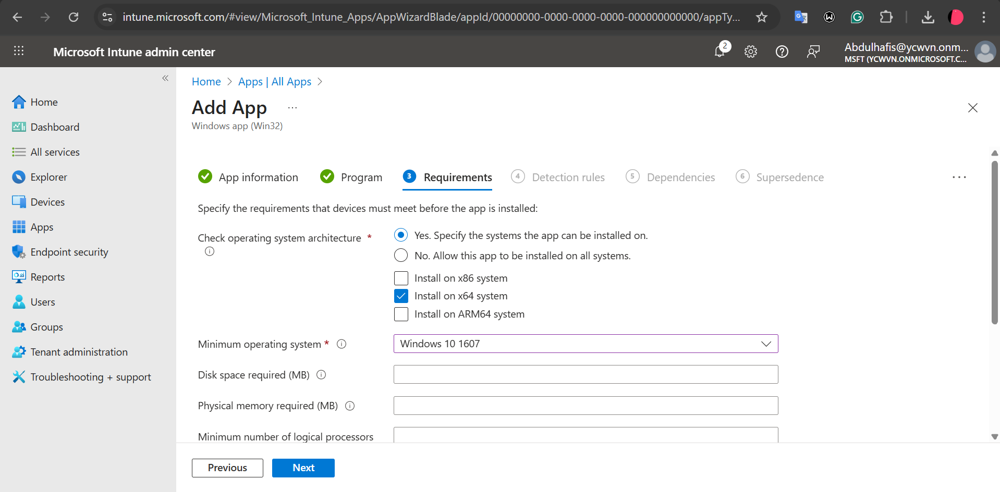 intune.microsoft.com/#view/Microsoft_Intune_Apps/AppWizardBlade/appId/00000000-0000-0000-0000-000000000000/appTy...
Microsoft Intune admin center
2
Abdulhafis@ycwvn.onm...
MSFT (YCWVN.ONMICROSOFT.C...
Home
Dashboard
All services
Explorer
Devices
Apps
Endpoint security
Reports
Users
Groups
Tenant administration
Troubleshooting + support
Home > Apps | All Apps >
Add App ...
Windows app (Win32)
App information
Program
3 Requirements
4 Detection rules
5 Dependencies
6 Supersedence
...
Specify the requirements that devices must meet before the app is installed:
Check operating system architecture *
Yes. Specify the systems the app can be installed on.
No. Allow this app to be installed on all systems.
Install on x86 system
Install on x64 system
Install on ARM64 system
Minimum operating system *
Windows 10 1607
Disk space required (MB)
Physical memory required (MB)
Minimum number of logical processors
Previous
Next